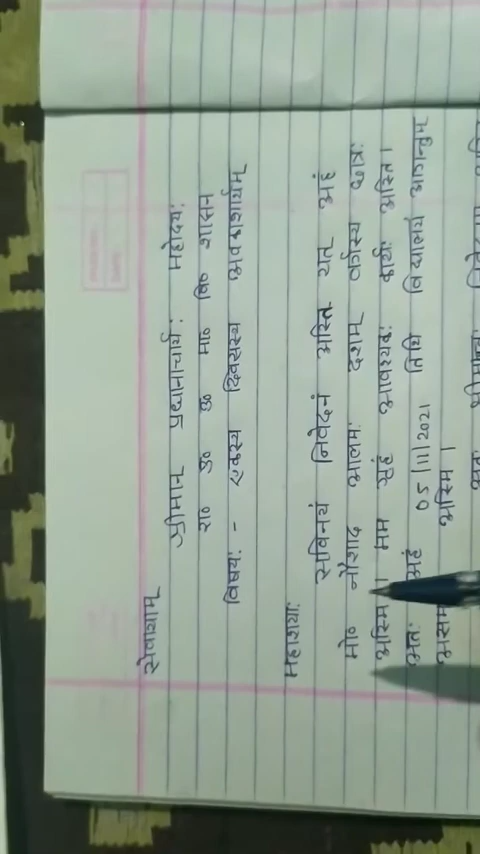 सेवायाम्
श्रीमान् प्रधानाचार्य: महोदय:
रा० उ० उ० मा० वि० शासन
विषय: - एकस्य दिवसस्य अवकाशार्थम्
महाशया:
सविनयं निवेदनं अस्ति यत् अहं
मो० नौशाद आलम: दशम् वर्गस्य छात्र:
अस्मि । मम गृहं आवश्यक: कार्य: अस्ति ।
अत: अहं 05/11/2021 तिथि विद्यालयं आगन्तुम्
असम अस्मि ।
अत: श्रीमान्त: